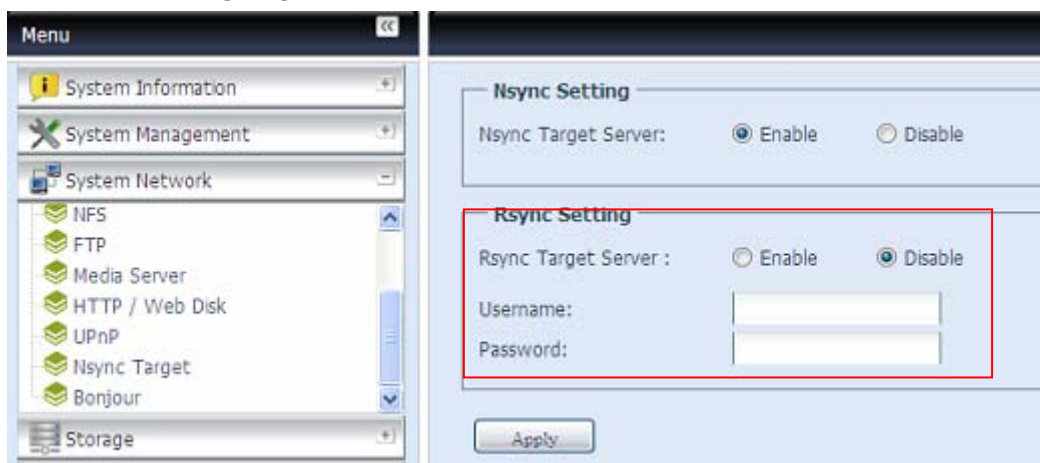 Menu
System Information
System Management
System Network
NFS
FTP
Media Server
HTTP / Web Disk
UPnP
Nsync Target
Bonjour
Storage
Nsync Setting
Nsync Target Server: Enable Disable
Rsync Setting
Rsync Target Server : Enable Disable
Username:
Password:
Apply